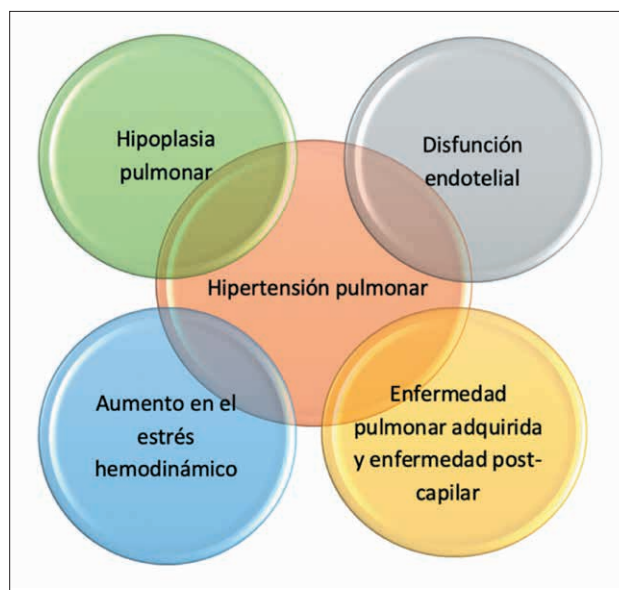 Hipoplasia
pulmonar
Disfunción
endotelial
Hipertensión pulmonar
Aumento en el
estrés
hemodinámico
Enfermedad
pulmonar adquirida
y enfermedad post-
capilar